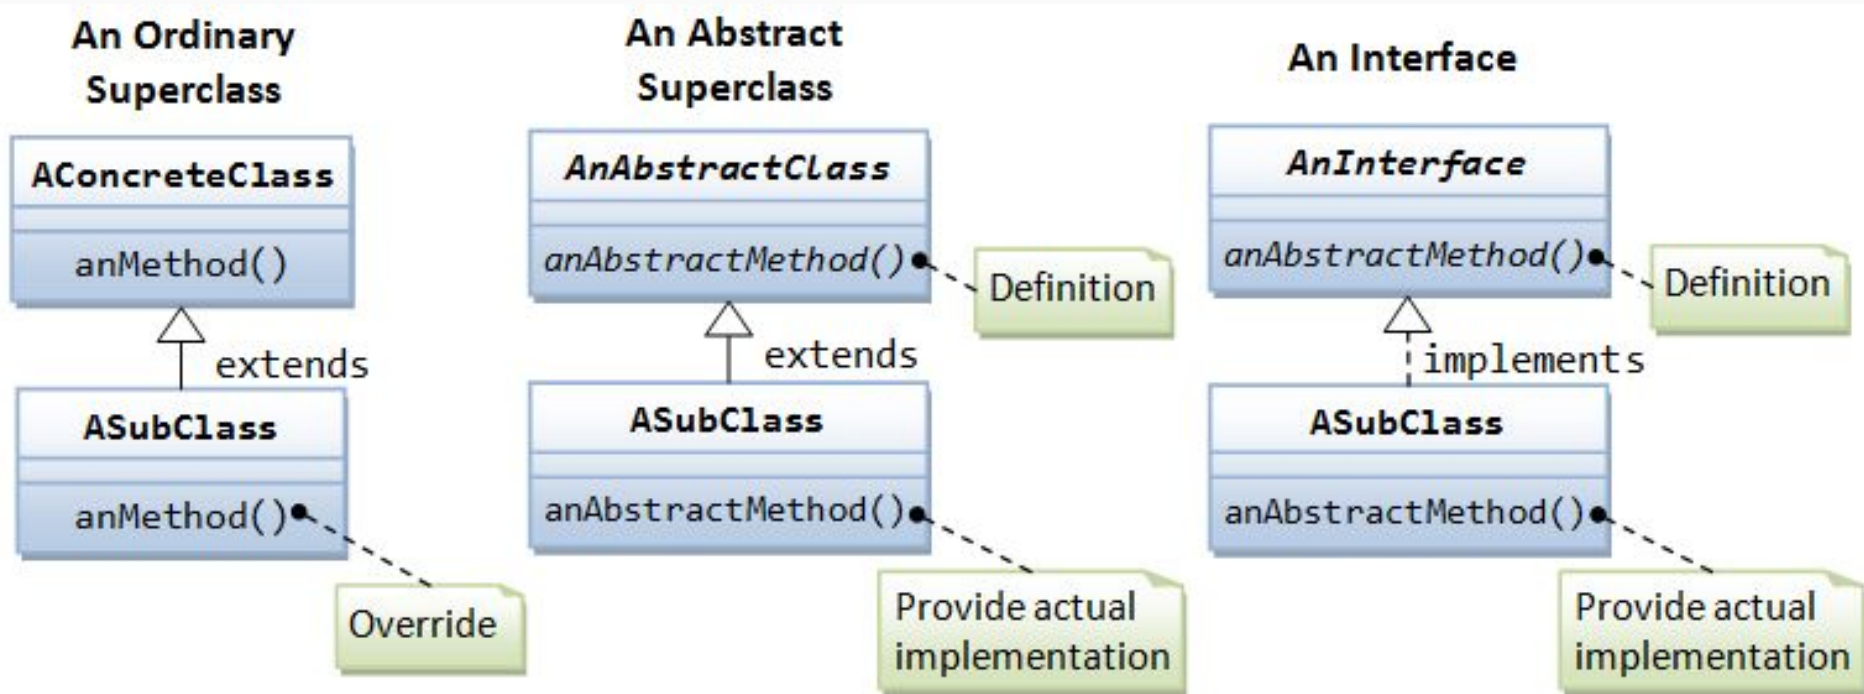 An Ordinary
Superclass
AConcreteClass
anMethod()
extends
ASubClass
anMethod()
Override
An Abstract
Superclass
AnAbstractClass
anAbstractMethod()
Definition
extends
ASubClass
anAbstractMethod()
Provide actual
implementation
An Interface
AnInterface
anAbstractMethod()
Definition
implements
ASubClass
anAbstractMethod()
Provide actual
implementation